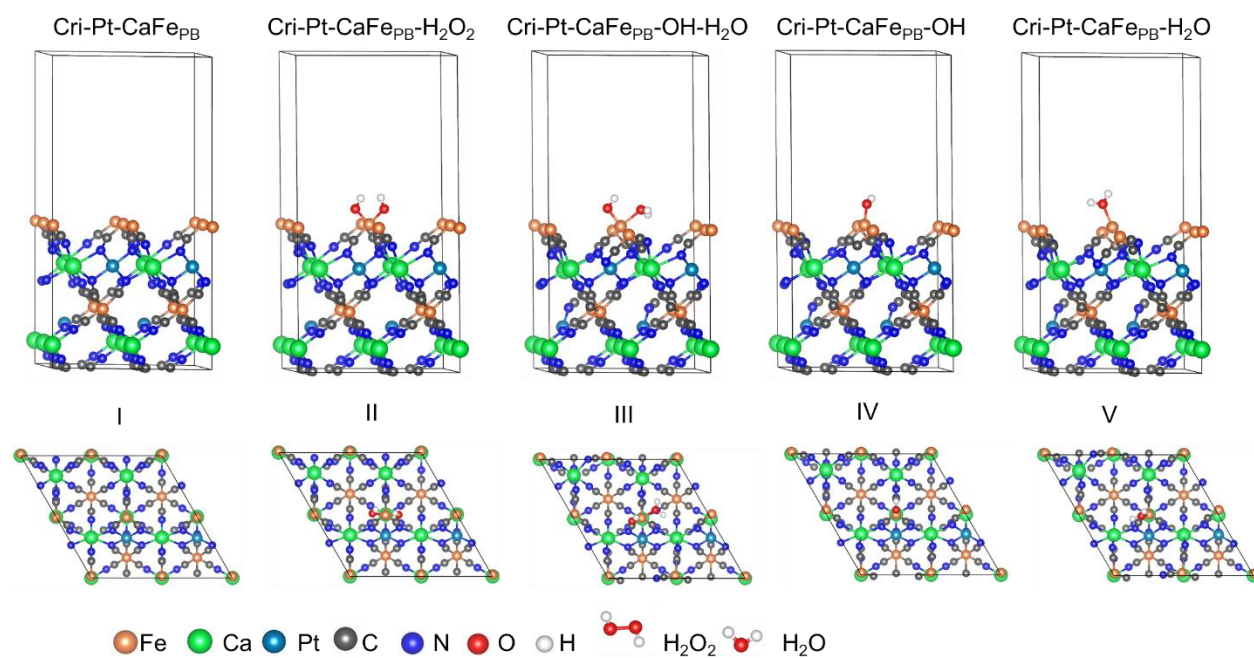 Cri-Pt-CaFePB Cri-Pt-CaFePB-H2O2 Cri-Pt-CaFePB-OH-H2O Cri-Pt-CaFePB-OH Cri-Pt-CaFePB-H2O
I II III IV V
Fe Ca Pt C N O H H2O2 H2O